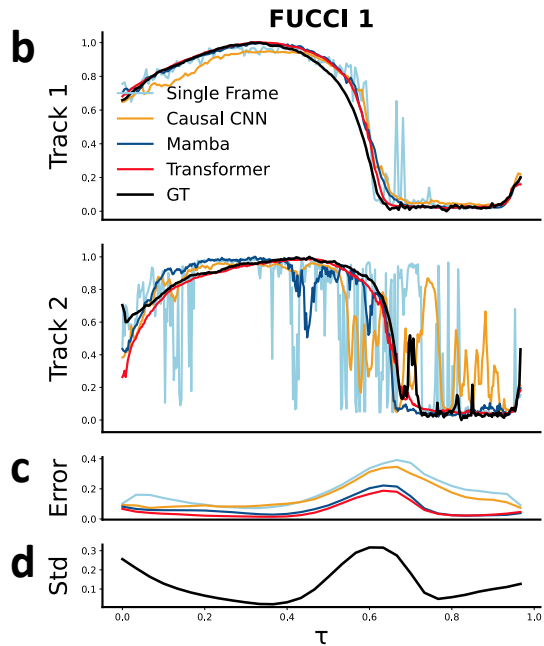 FUCCI 1
b
Track 1
1.0
0.8
0.6
0.4
0.2
0.0
Single Frame
Causal CNN
Mamba
Transformer
GT
Track 2
1.0
0.8
0.6
0.4
0.2
0.0
c
Error
0.4
0.2
0.0
d
Std
0.3
0.2
0.1
0.0
0.2
0.4
0.6
0.8
1.0
τ